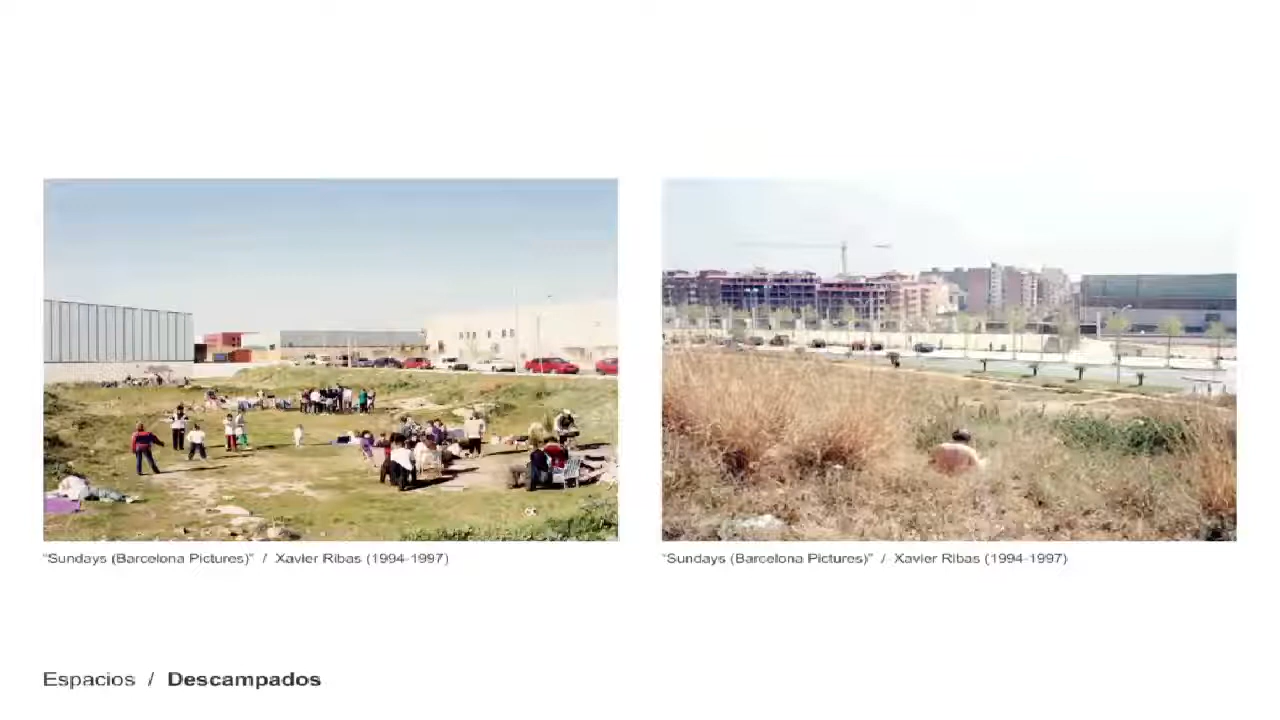 "Sundays (Barcelona Pictures)" / Xavier Ribas (1994-1997)
"Sundays (Barcelona Pictures)" / Xavier Ribas (1994-1997)
Espacios / Descampados